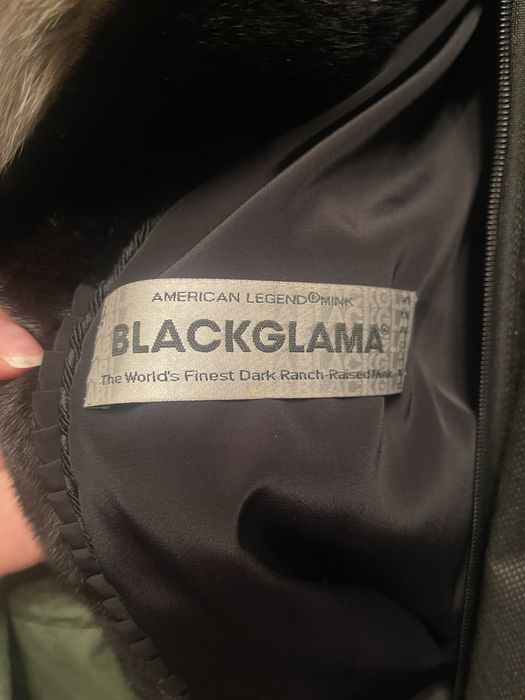 AMERICAN LEGEND®MINK
BLACKGLAMA®
The World's Finest Dark Ranch-Raised Mink